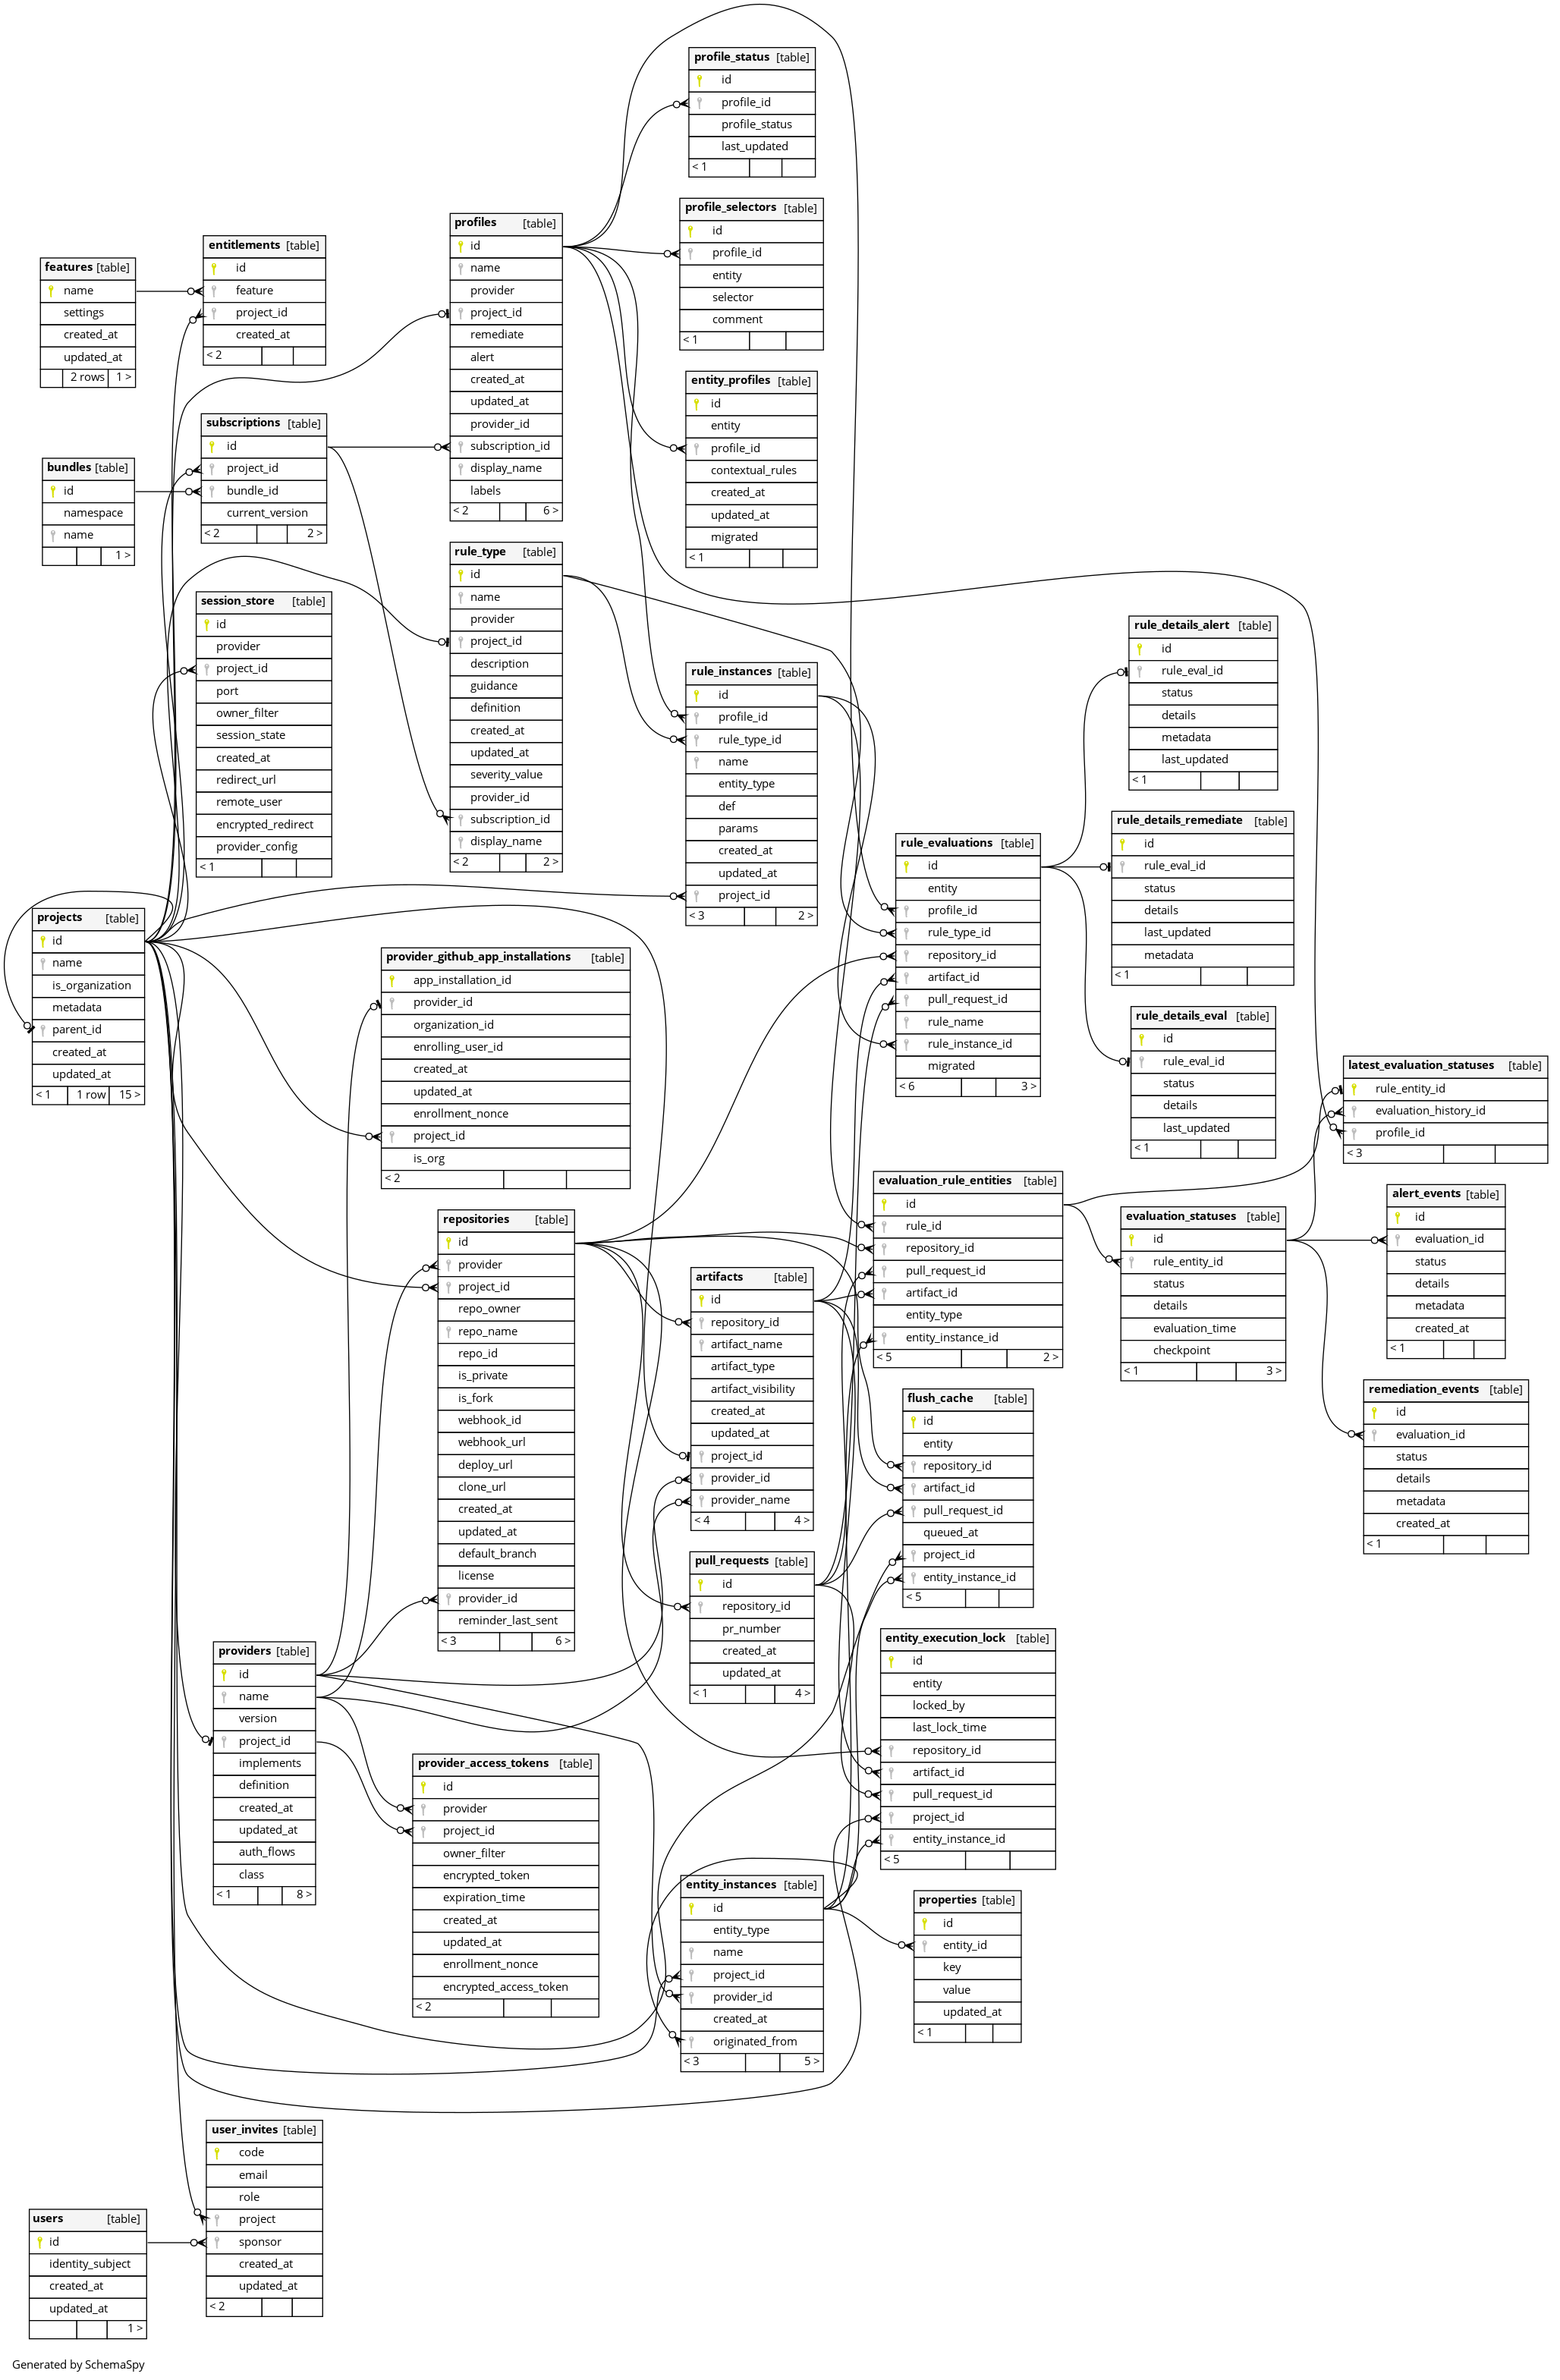 profile_status [table]
id
profile_id
profile_status
last_updated
< 1
profile_selectors [table]
id
profile_id
entity
selector
comment
< 1
profiles [table]
id
name
provider
project_id
remediate
alert
created_at
updated_at
provider_id
subscription_id
display_name
labels
< 2 6 >
entitlements [table]
id
feature
project_id
created_at
< 2
features [table]
name
settings
created_at
updated_at
2 rows 1 >
entity_profiles [table]
id
entity
profile_id
contextual_rules
created_at
updated_at
migrated
< 1
subscriptions [table]
id
project_id
bundle_id
current_version
< 2 2 >
bundles [table]
id
namespace
name
1 >
rule_type [table]
id
name
provider
project_id
description
guidance
definition
created_at
updated_at
severity_value
provider_id
subscription_id
display_name
< 2 2 >
session_store [table]
id
provider
project_id
port
owner_filter
session_state
created_at
redirect_url
remote_user
encrypted_redirect
provider_config
< 1
rule_instances [table]
id
profile_id
rule_type_id
name
entity_type
def
params
created_at
updated_at
project_id
< 3 2 >
rule_details_alert [table]
id
rule_eval_id
status
details
metadata
last_updated
< 1
rule_details_remediate [table]
id
rule_eval_id
status
details
last_updated
metadata
< 1
rule_evaluations [table]
id
entity
profile_id
rule_type_id
repository_id
artifact_id
pull_request_id
rule_name
rule_instance_id
migrated
< 6 3 >
projects [table]
id
name
is_organization
metadata
parent_id
created_at
updated_at
< 1 1 row 15 >
provider_github_app_installations [table]
app_installation_id
provider_id
organization_id
enrolling_user_id
created_at
updated_at
enrollment_nonce
project_id
is_org
< 2
rule_details_eval [table]
id
rule_eval_id
status
details
last_updated
< 1
latest_evaluation_statuses [table]
rule_entity_id
evaluation_history_id
profile_id
< 3
evaluation_rule_entities [table]
id
rule_id
repository_id
pull_request_id
artifact_id
entity_type
entity_instance_id
< 5 2 >
evaluation_statuses [table]
id
rule_entity_id
status
details
evaluation_time
checkpoint
< 1 3 >
alert_events [table]
id
evaluation_id
status
details
metadata
created_at
< 1
repositories [table]
id
provider
project_id
repo_owner
repo_name
repo_id
is_private
is_fork
webhook_id
webhook_url
deploy_url
clone_url
created_at
updated_at
default_branch
license
provider_id
reminder_last_sent
< 3 6 >
artifacts [table]
id
repository_id
artifact_name
artifact_type
artifact_visibility
created_at
updated_at
project_id
provider_id
provider_name
< 4 4 >
remediation_events [table]
id
evaluation_id
status
details
metadata
created_at
< 1
flush_cache [table]
id
entity
repository_id
artifact_id
pull_request_id
queued_at
project_id
entity_instance_id
< 5
pull_requests [table]
id
repository_id
pr_number
created_at
updated_at
< 1 4 >
entity_execution_lock [table]
id
entity
locked_by
last_lock_time
repository_id
artifact_id
pull_request_id
project_id
entity_instance_id
< 5
providers [table]
id
name
version
project_id
implements
definition
created_at
updated_at
auth_flows
class
< 1 8 >
provider_access_tokens [table]
id
provider
project_id
owner_filter
encrypted_token
expiration_time
created_at
updated_at
enrollment_nonce
encrypted_access_token
< 2
entity_instances [table]
id
entity_type
name
project_id
provider_id
created_at
originated_from
< 3 5 >
properties [table]
id
entity_id
key
value
updated_at
< 1
user_invites [table]
code
email
role
project
sponsor
created_at
updated_at
< 2
users [table]
id
identity_subject
created_at
updated_at
1 >
Generated by SchemaSpy